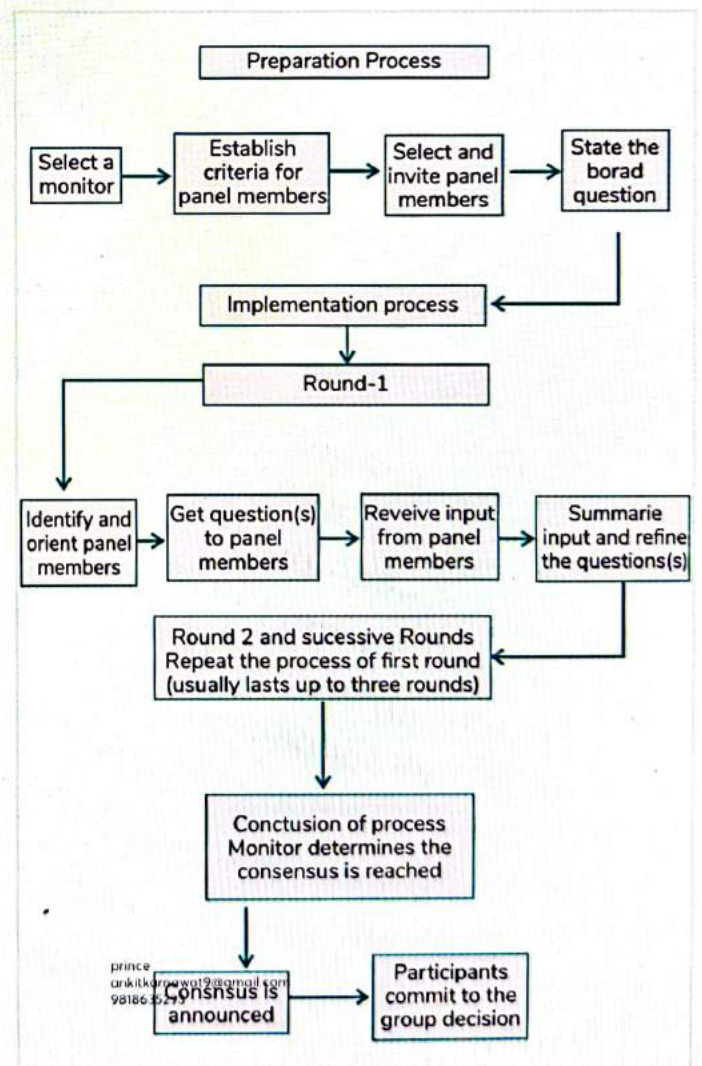 Preparation Process
Select a
monitor
Establish
criteria for
panel members
Select and
invite panel
members
State the
borad
question
Implementation process
Round-1
Identify and
orient panel
members
Get question(s)
to panel
members
Reveive input
from panel
members
Summarie
input and refine
the questions(s)
Round 2 and sucessive Rounds
Repeat the process of first round
(usually lasts up to three rounds)
Conctusion of process
Monitor determines the
consensus is reached
prince
Consnsus is
announced
Participants
commit to the
group decision